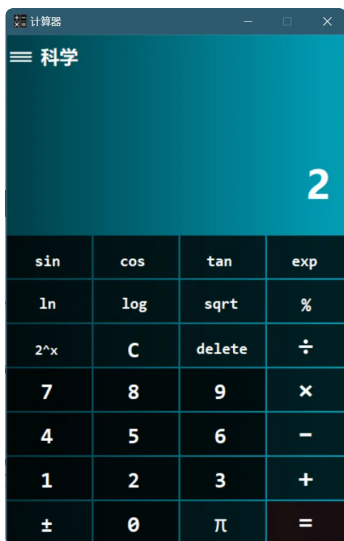 计算器
科学
2
sin cos tan exp
ln log sqrt %
2^x C delete ÷
7 8 9 ×
4 5 6 −
1 2 3 +
± 0 π =